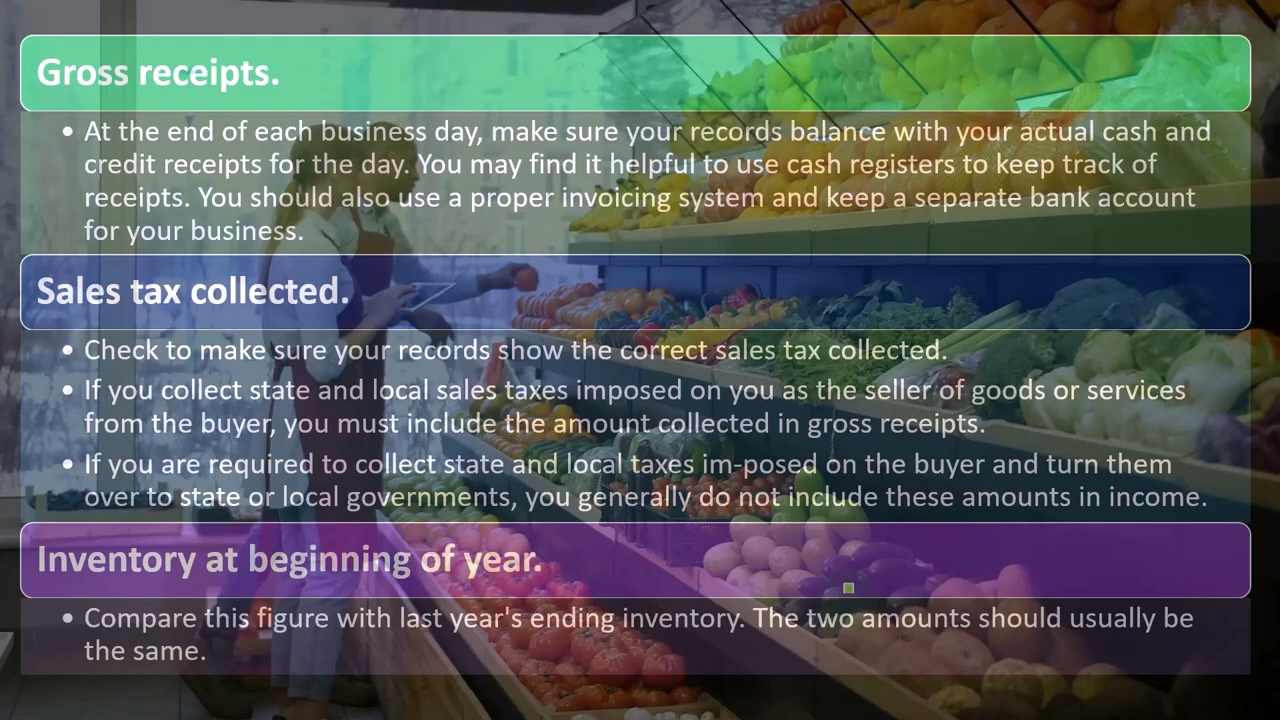 Gross receipts.
• At the end of each business day, make sure your records balance with your actual cash and
credit receipts for the day. You may find it helpful to use cash registers to keep track of
receipts. You should also use a proper invoicing system and keep a separate bank account
for your business.
Sales tax collected.
• Check to make sure your records show the correct sales tax collected.
• If you collect state and local sales taxes imposed on you as the seller of goods or services
from the buyer, you must include the amount collected in gross receipts.
• If you are required to collect state and local taxes im-posed on the buyer and turn them
over to state or local governments, you generally do not include these amounts in income.
Inventory at beginning of year.
• Compare this figure with last year's ending inventory. The two amounts should usually be
the same.